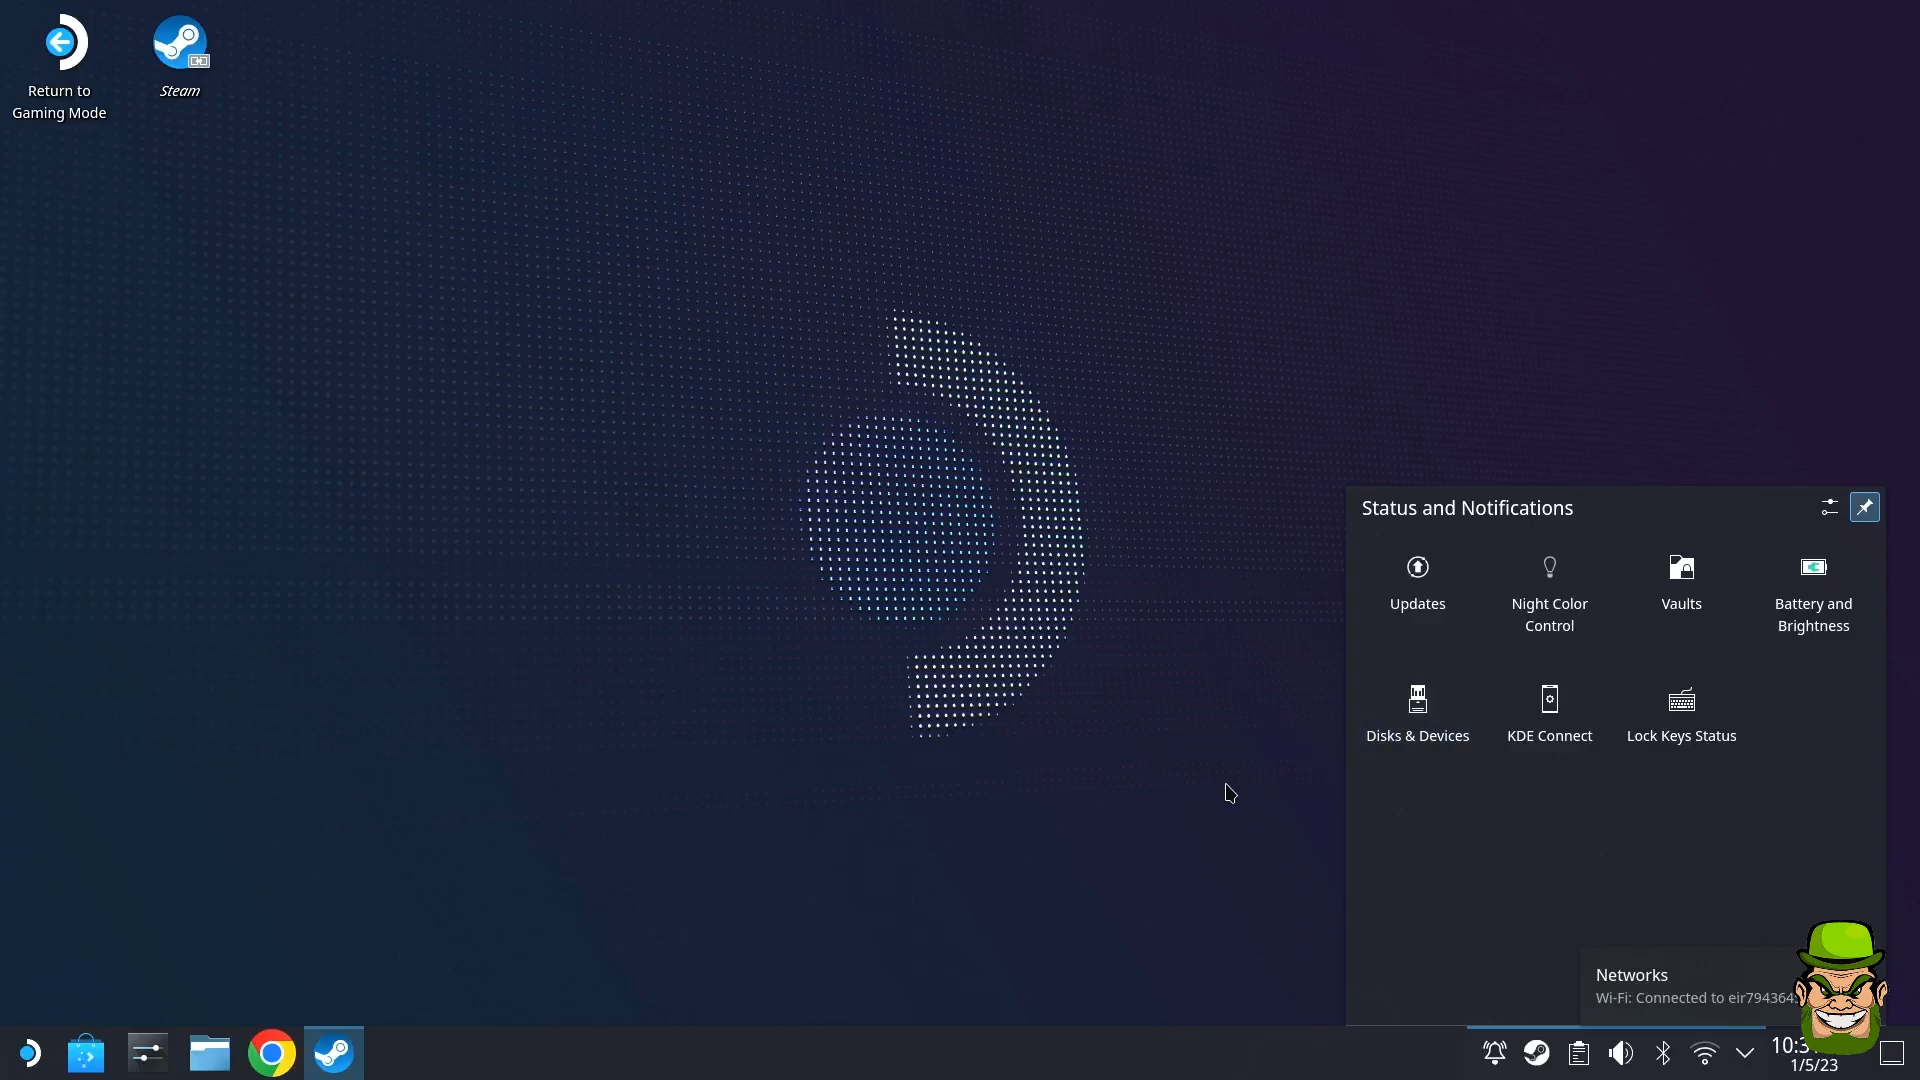 Return to
Gaming Mode
Steam
Status and Notifications
Updates
Night Color
Control
Vaults
Battery and
Brightness
Disks & Devices
KDE Connect
Lock Keys Status
Networks
Wi-Fi: Connected to
1/5/23